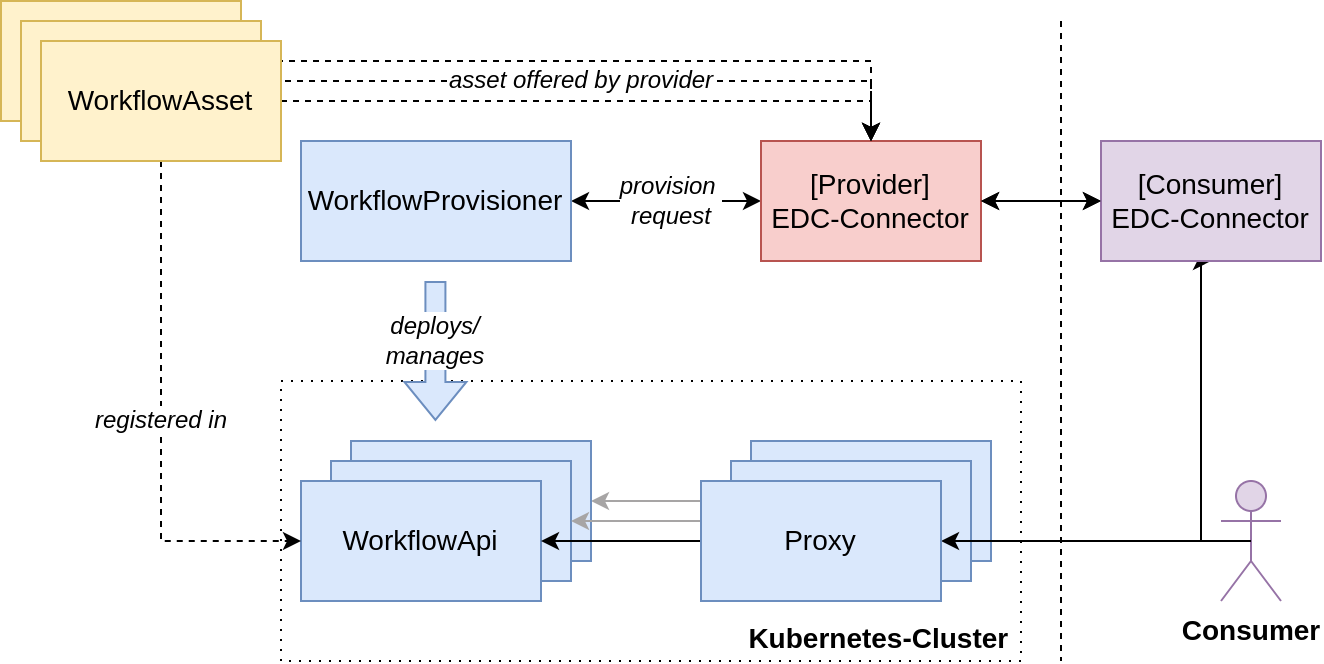 asset offered by provider
WorkflowAsset
WorkflowProvisioner
provision
request
[Provider]
EDC-Connector
[Consumer]
EDC-Connector
deploys/
manages
registered in
WorkflowApi
Proxy
Kubernetes-Cluster
Consumer